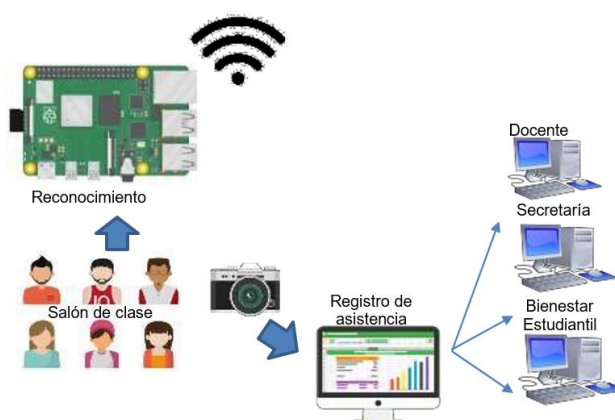 Docente
Reconocimiento
Secretaría
Salón de clase
Registro de
asistencia
Bienestar
Estudiantil